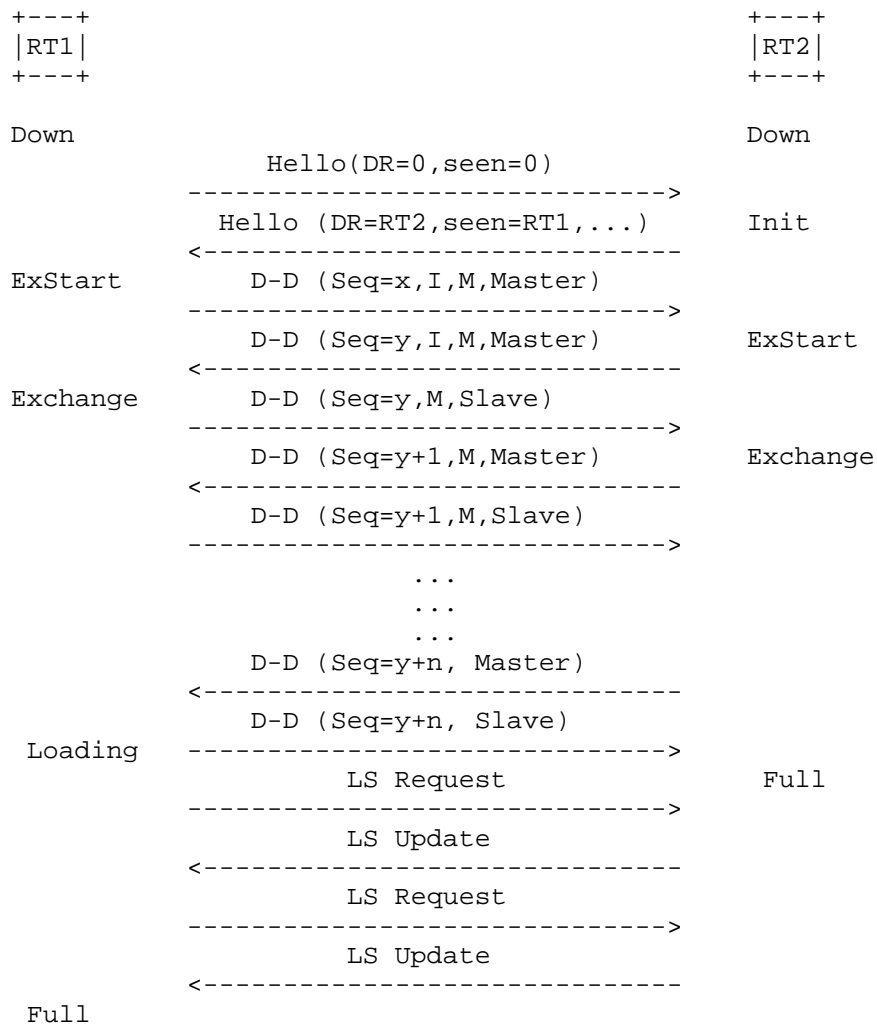 +---+                                         +---+
|RT1|                                         |RT2|
+---+                                         +---+
Down                                          Down
                Hello(DR=0,seen=0)
           ------------------------------>
             Hello (DR=RT2,seen=RT1,...)      Init
           <------------------------------
ExStart        D-D (Seq=x,I,M,Master)
           ------------------------------>
               D-D (Seq=y,I,M,Master)         ExStart
           <------------------------------
Exchange       D-D (Seq=y,M,Slave)
           ------------------------------>
               D-D (Seq=y+1,M,Master)         Exchange
           <------------------------------
               D-D (Seq=y+1,M,Slave)
           ------------------------------>
                         ...
                         ...
                         ...
               D-D (Seq=y+n, Master)
           <------------------------------
               D-D (Seq=y+n, Slave)
 Loading   ------------------------------>
                     LS Request                Full
           ------------------------------>
                     LS Update
           <------------------------------
                     LS Request
           ------------------------------>
                     LS Update
           <------------------------------
 Full